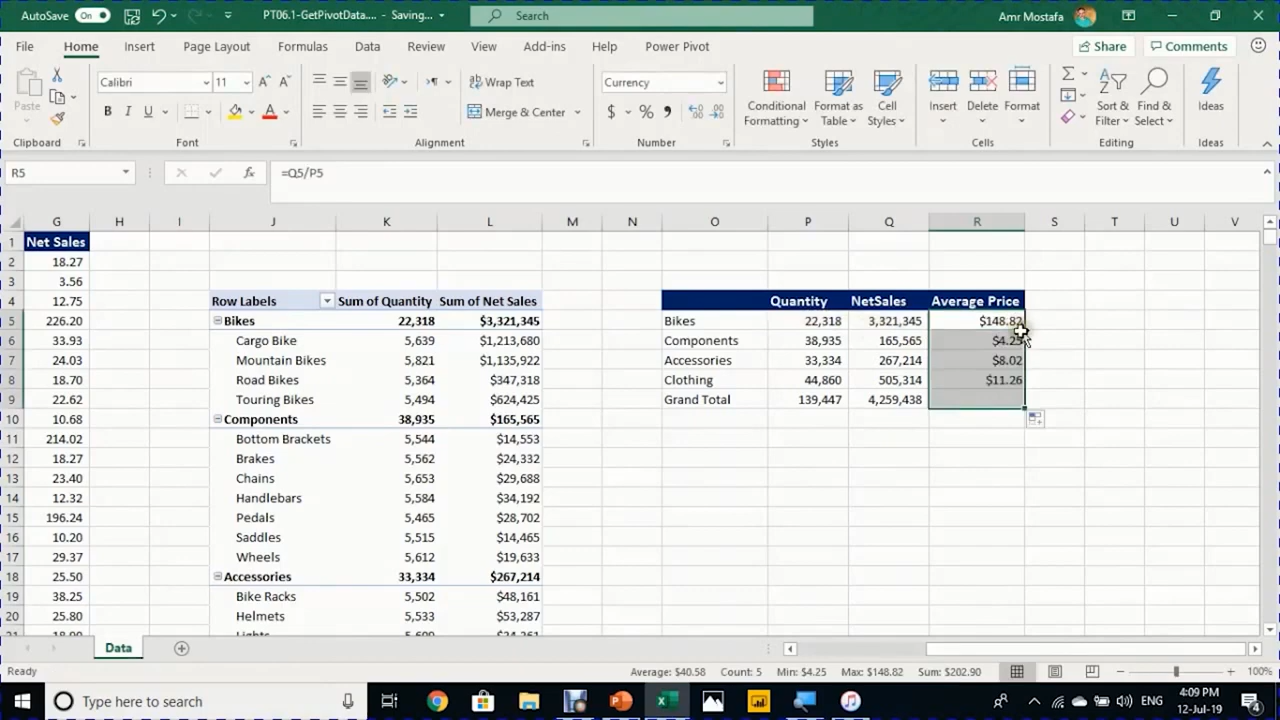 AutoSave On PT06.1-GetPivotData.... - Saving... Search Amr Mostafa
File Home Insert Page Layout Formulas Data Review View Add-ins Help Power Pivot Share Comments
Paste Calibri 11 Wrap Text Merge & Center Currency Conditional Formatting Format as Table Cell Styles Insert Delete Format Sort & Filter Find & Select Ideas
Clipboard Font Alignment Number Styles Cells Editing Ideas
R5 fx =Q5/P5
G H I J K L M N O P Q R S T U V
1 Net Sales
2 18.27
3 3.56
4 12.75 Row Labels Sum of Quantity Sum of Net Sales Quantity NetSales Average Price
5 226.20 Bikes 22,318 $3,321,345 Bikes 22,318 3,321,345 $148.82
6 33.93 Cargo Bike 5,639 $1,213,680 Components 38,935 165,565 $4.25
7 24.03 Mountain Bikes 5,821 $1,135,922 Accessories 33,334 267,214 $8.02
8 18.70 Road Bikes 5,364 $347,318 Clothing 44,860 505,314 $11.26
9 22.62 Touring Bikes 5,494 $624,425 Grand Total 139,447 4,259,438
10 10.68 Components 38,935 $165,565
11 214.02 Bottom Brackets 5,544 $14,553
12 18.27 Brakes 5,562 $24,332
13 23.40 Chains 5,653 $29,688
14 12.32 Handlebars 5,584 $34,192
15 196.24 Pedals 5,465 $28,702
16 10.20 Saddles 5,515 $14,465
17 29.37 Wheels 5,612 $19,633
18 25.50 Accessories 33,334 $267,214
19 38.25 Bike Racks 5,502 $48,161
20 25.80 Helmets 5,533 $53,287
Data
Ready Average: $40.58 Count: 5 Min: $4.25 Max: $148.82 Sum: $202.90 100%
Type here to search ENG 4:09 PM
12-Jul-19 4